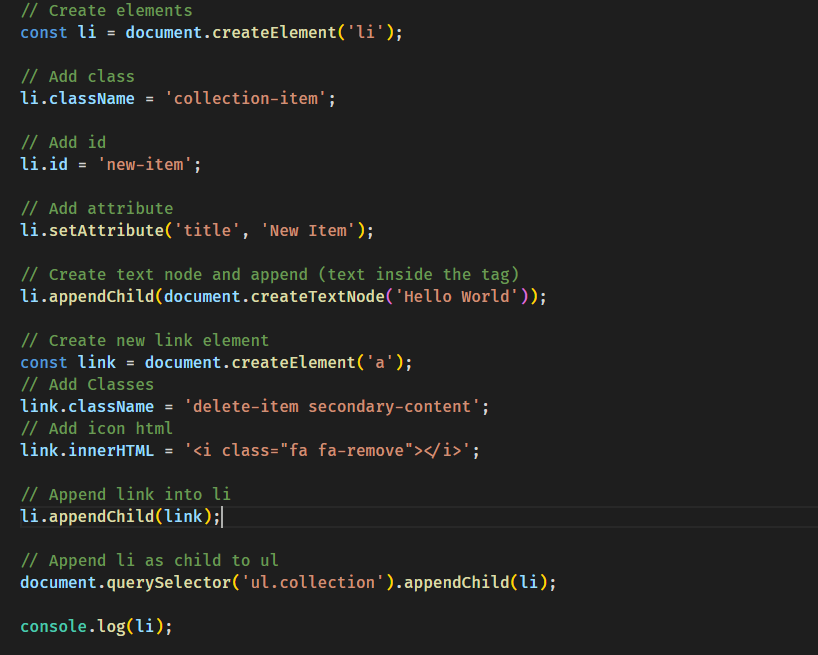 // Create elements
const li = document.createElement('li');
// Add class
li.className = 'collection-item';
// Add id
li.id = 'new-item';
// Add attribute
li.setAttribute('title', 'New Item');
// Create text node and append (text inside the tag)
li.appendChild(document.createTextNode('Hello World'));
// Create new link element
const link = document.createElement('a');
// Add Classes
link.className = 'delete-item secondary-content';
// Add icon html
link.innerHTML = '<i class="fa fa-remove"></i>';
// Append link into li
li.appendChild(link);
// Append li as child to ul
document.querySelector('ul.collection').appendChild(li);
console.log(li);